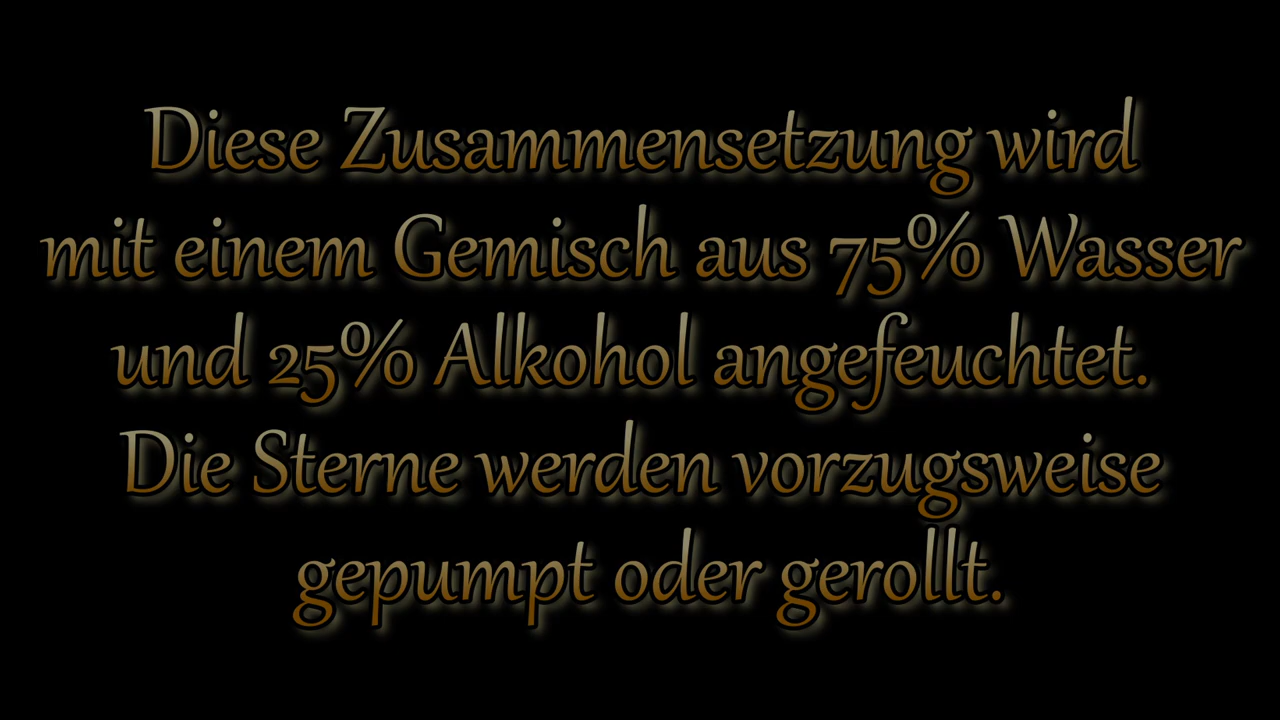 Diese Zusammensetzung wird
mit einem Gemisch aus 75% Wasser
und 25% Alkohol angefeuchtet.
Die Sterne werden vorzugsweise
gepumpt oder gerollt.